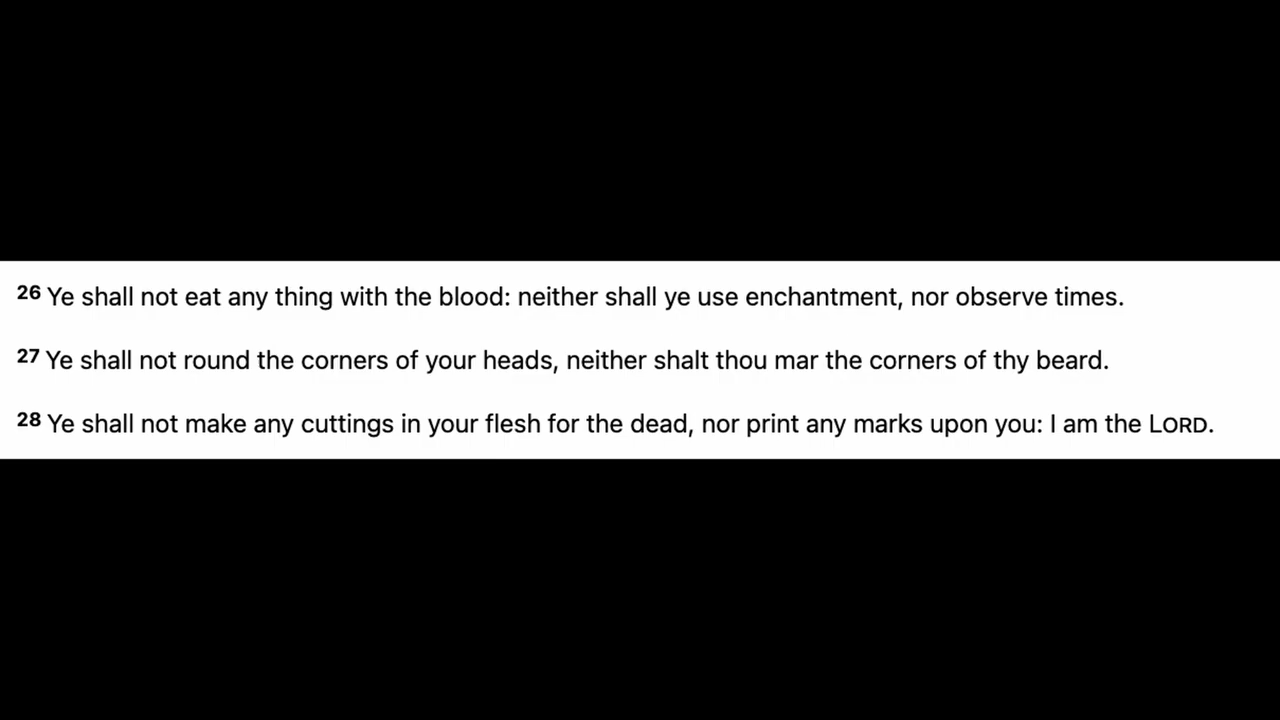 26 Ye shall not eat any thing with the blood: neither shall ye use enchantment, nor observe times.
27 Ye shall not round the corners of your heads, neither shalt thou mar the corners of thy beard.
28 Ye shall not make any cuttings in your flesh for the dead, nor print any marks upon you: I am the LORD.